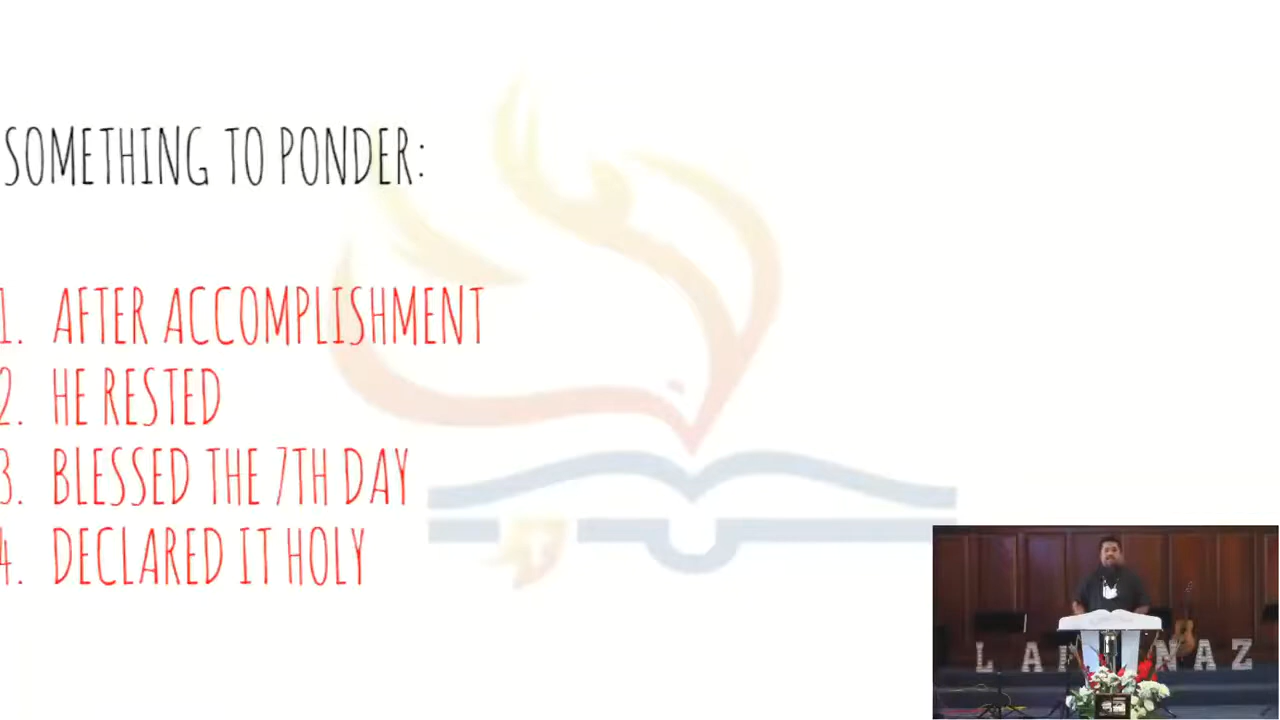 SOMETHING TO PONDER:
1. AFTER ACCOMPLISHMENT
2. HE RESTED
3. BLESSED THE 7TH DAY
4. DECLARED IT HOLY